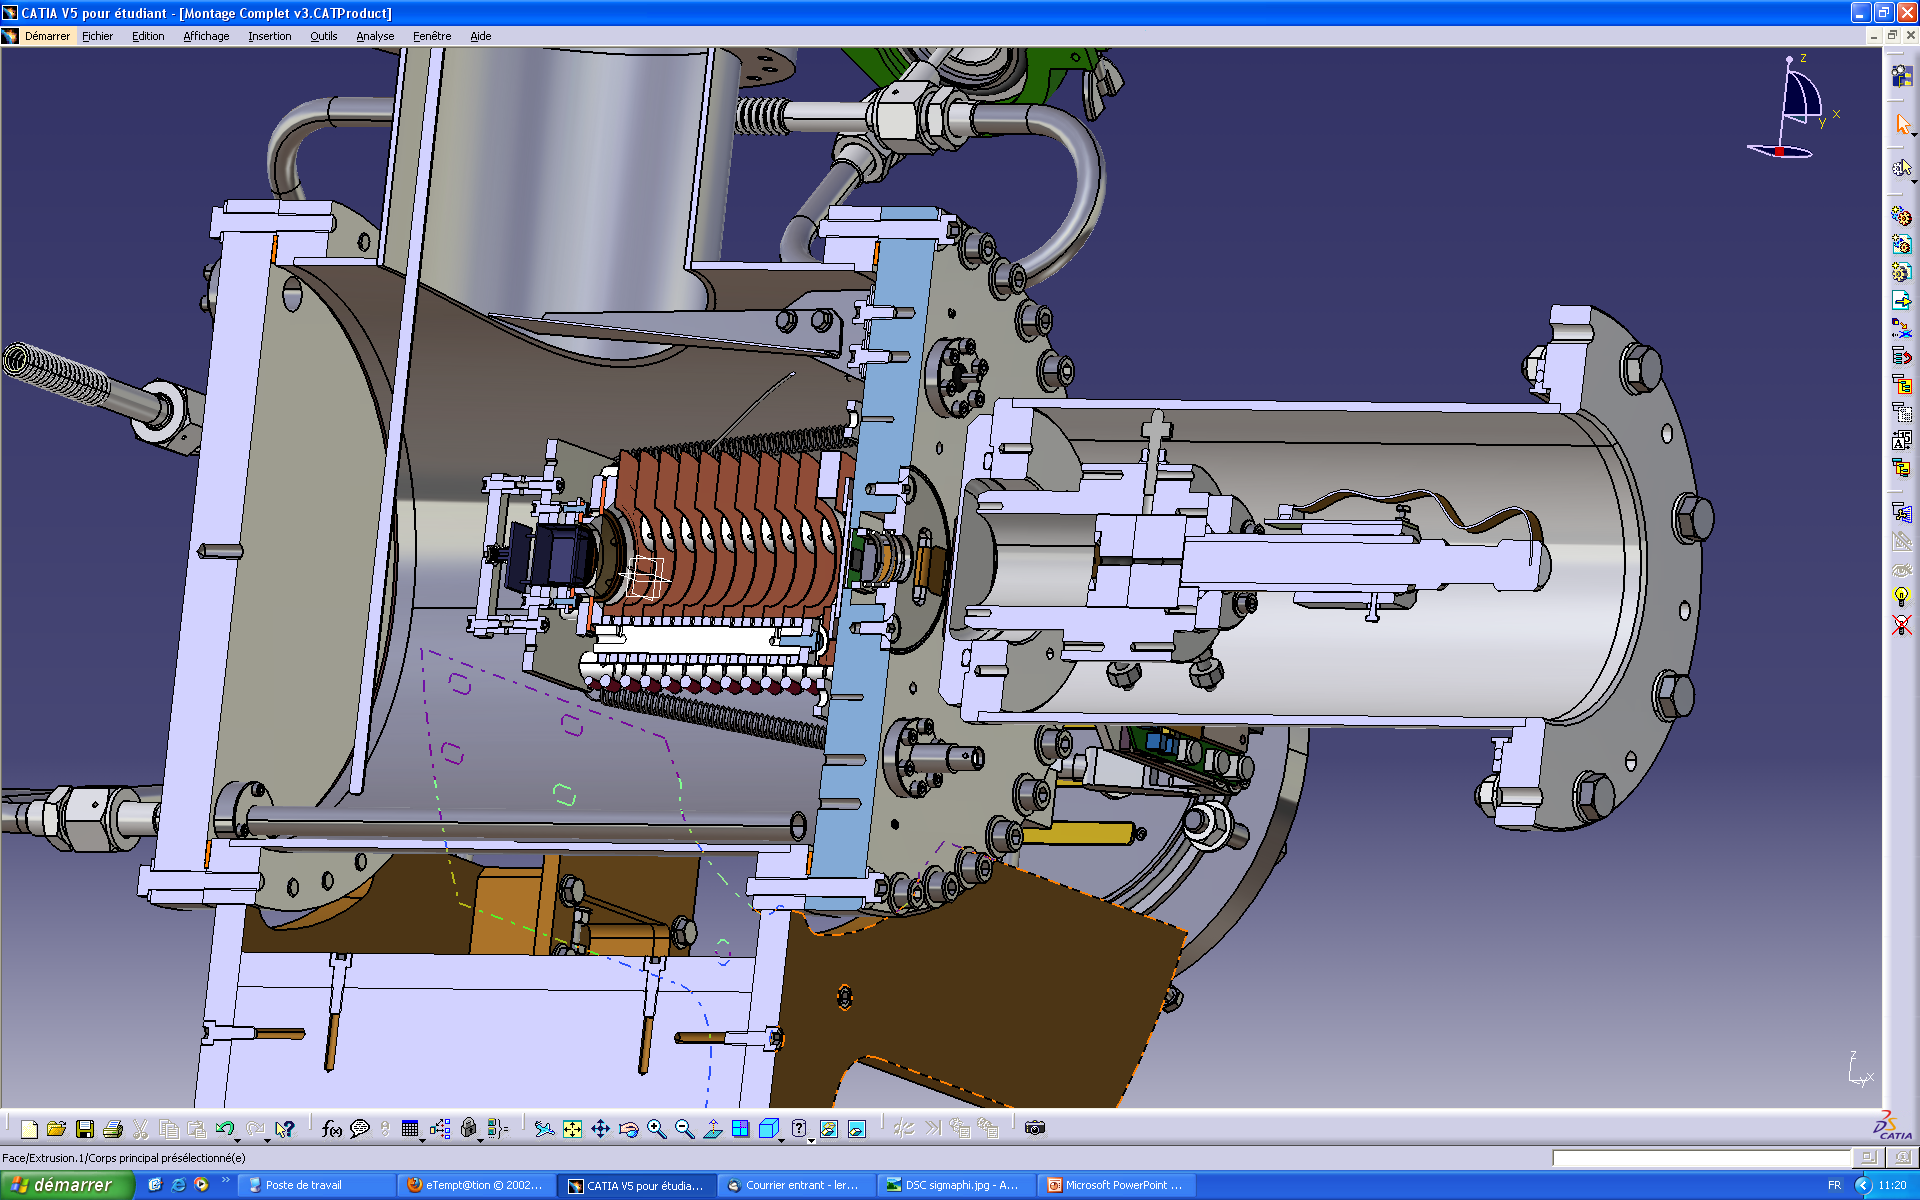 CATIA V5 pour étudiant - [Montage Complet v3.CATProduct]
Démarrer Fichier Edition Affichage Insertion Outils Analyse Fenêtre Aide
z
y x
z
y x
f(x)
DS
CATIA
Face/Extrusion.1/Corps principal présélectionné(e)
démarrer Poste de travail eTempt@tion © 2002... CATIA V5 pour étudia... Courrier entrant - ler... DSC sigmaphi.jpg - A... Microsoft PowerPoint ... FR 11:20